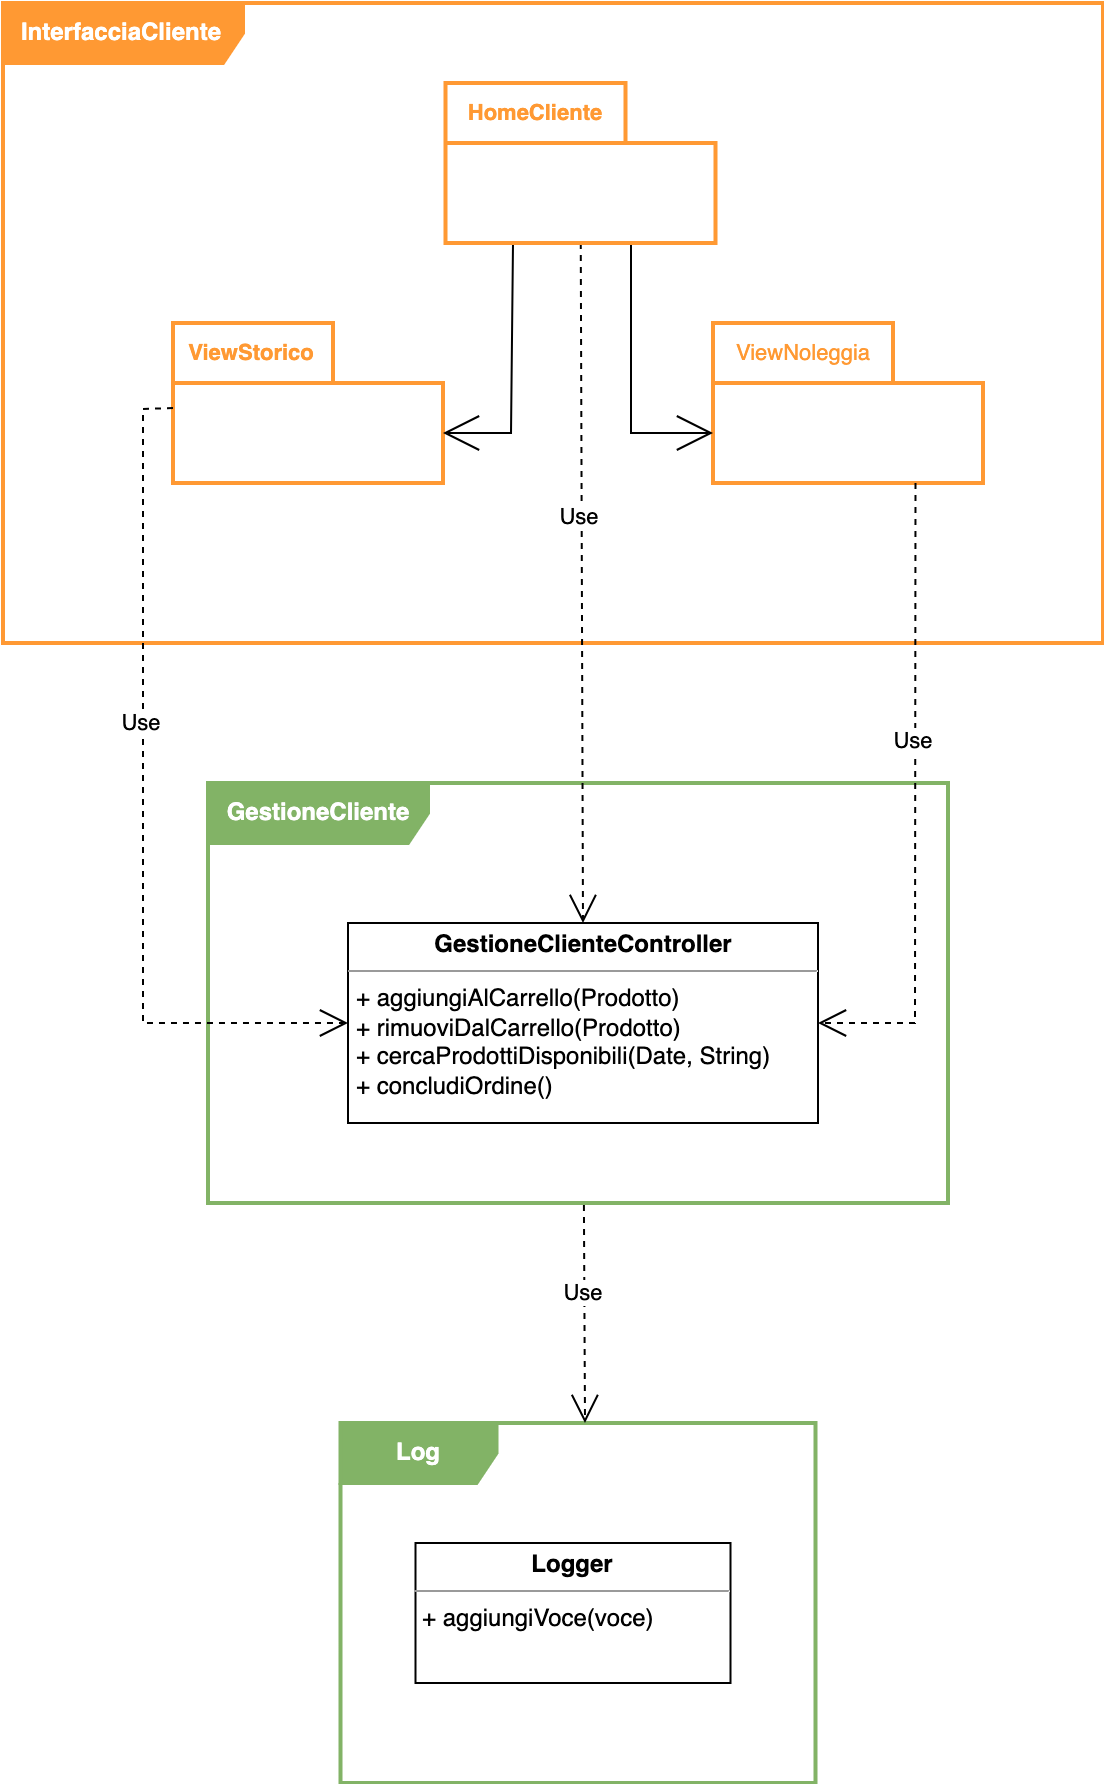 InterfacciaCliente
HomeCliente
ViewStorico
ViewNoleggia
Use
Use
Use
GestioneCliente
GestioneClienteController
+ aggiungiAlCarrello(Prodotto)
+ rimuoviDalCarrello(Prodotto)
+ cercaProdottiDisponibili(Date, String)
+ concludiOrdine()
Use
Log
Logger
+ aggiungiVoce(voce)